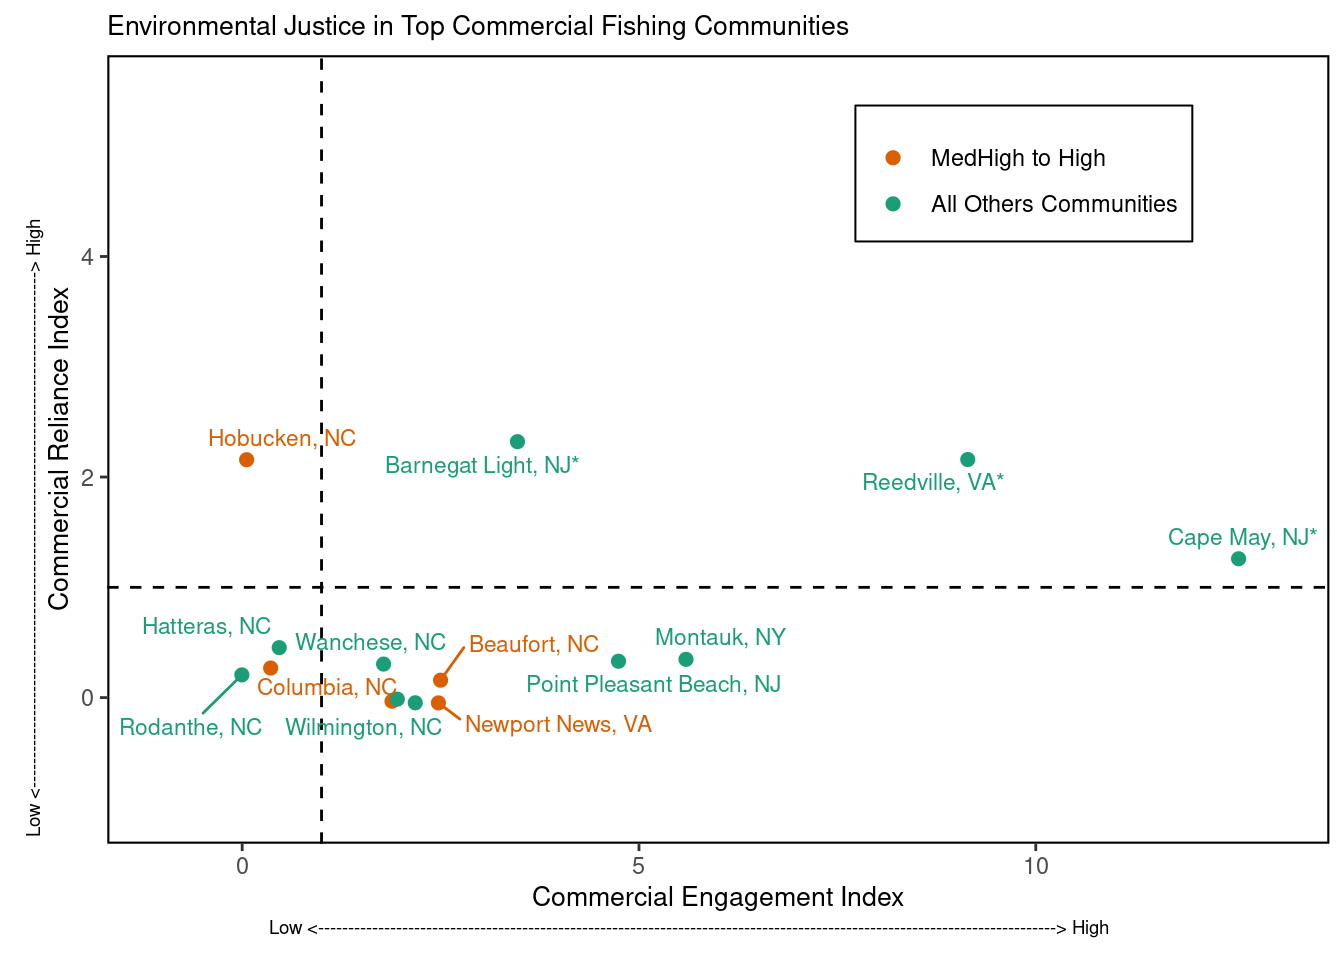 Environmental Justice in Top Commercial Fishing Communities
MedHigh to High
All Others Communities
Low <--------------------------------------------------------------------------> High
Commercial Reliance Index
4
2
0
Hobucken, NC
Barnegat Light, NJ*
Reedville, VA*
Cape May, NJ*
Hatteras, NC
Wanchese, NC
Beaufort, NC
Montauk, NY
Columbia, NC
Point Pleasant Beach, NJ
Rodanthe, NC
Wilmington, NC
Newport News, VA
0
5
10
Commercial Engagement Index
Low <--------------------------------------------------------------------------------------------------------------------------> High